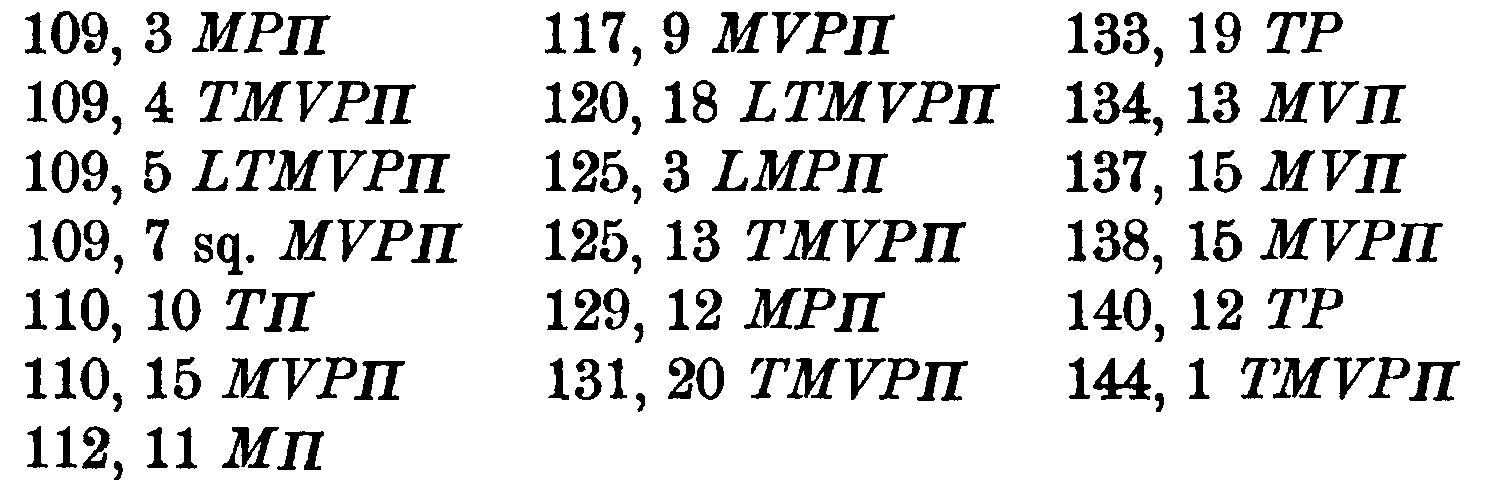 109, 3 MPΠ
109, 4 TMVPΠ
109, 5 LTMVPΠ
109, 7 sq. MVPΠ
110, 10 TΠ
110, 15 MVPΠ
112, 11 MΠ
117, 9 MVPΠ
120, 18 LTMVPΠ
125, 3 LMPΠ
125, 13 TMVPΠ
129, 12 MPΠ
131, 20 TMVPΠ
133, 19 TP
134, 13 MVΠ
137, 15 MVΠ
138, 15 MVPΠ
140, 12 TP
144, 1 TMVPΠ